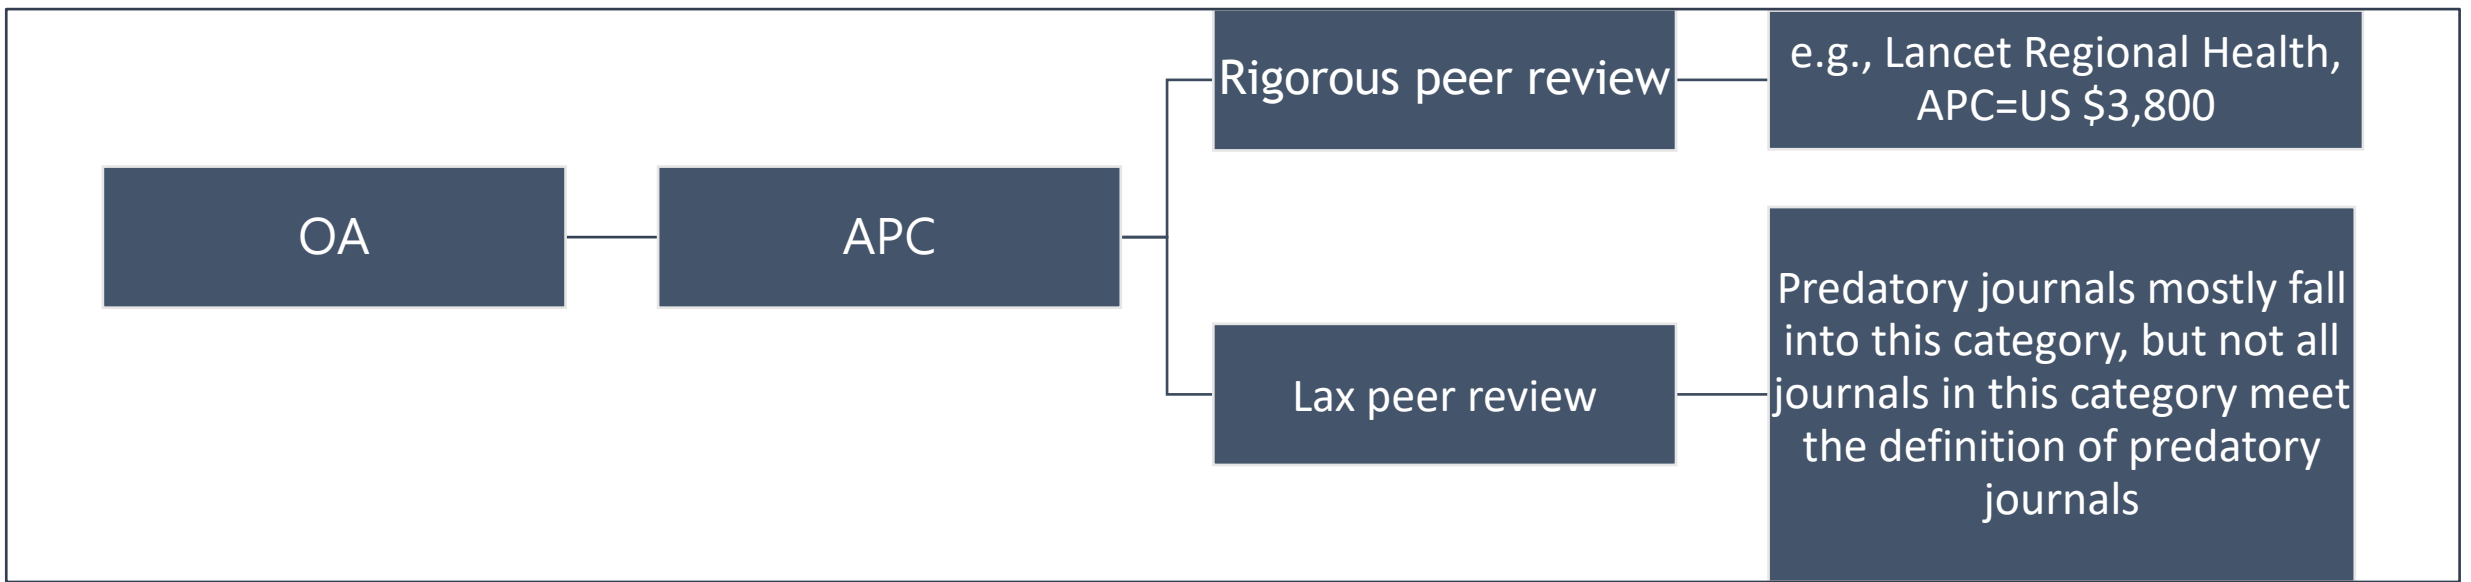 OA
APC
Rigorous peer review
e.g., Lancet Regional Health,
APC=US $3,800
Lax peer review
Predatory journals mostly fall
into this category, but not all
journals in this category meet
the definition of predatory
journals